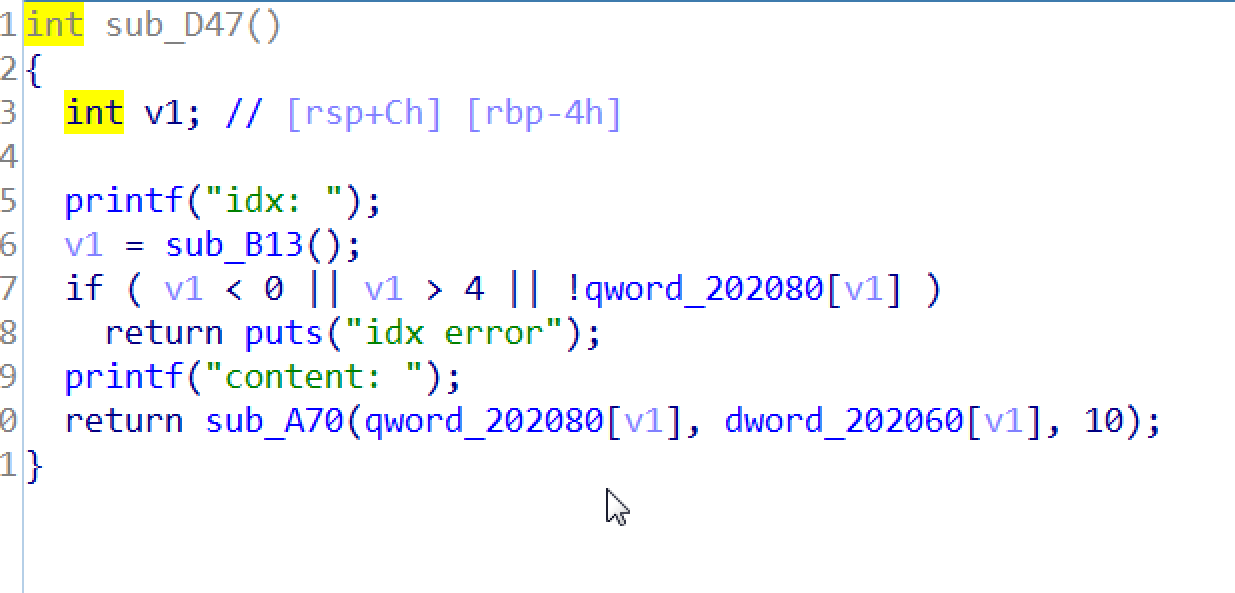 1 int sub_D47()
2 {
3   int v1; // [rsp+Ch] [rbp-4h]
4
5   printf("idx: ");
6   v1 = sub_B13();
7   if ( v1 < 0 || v1 > 4 || !qword_202080[v1] )
8     return puts("idx error");
9   printf("content: ");
0   return sub_A70(qword_202080[v1], dword_202060[v1], 10);
1 }